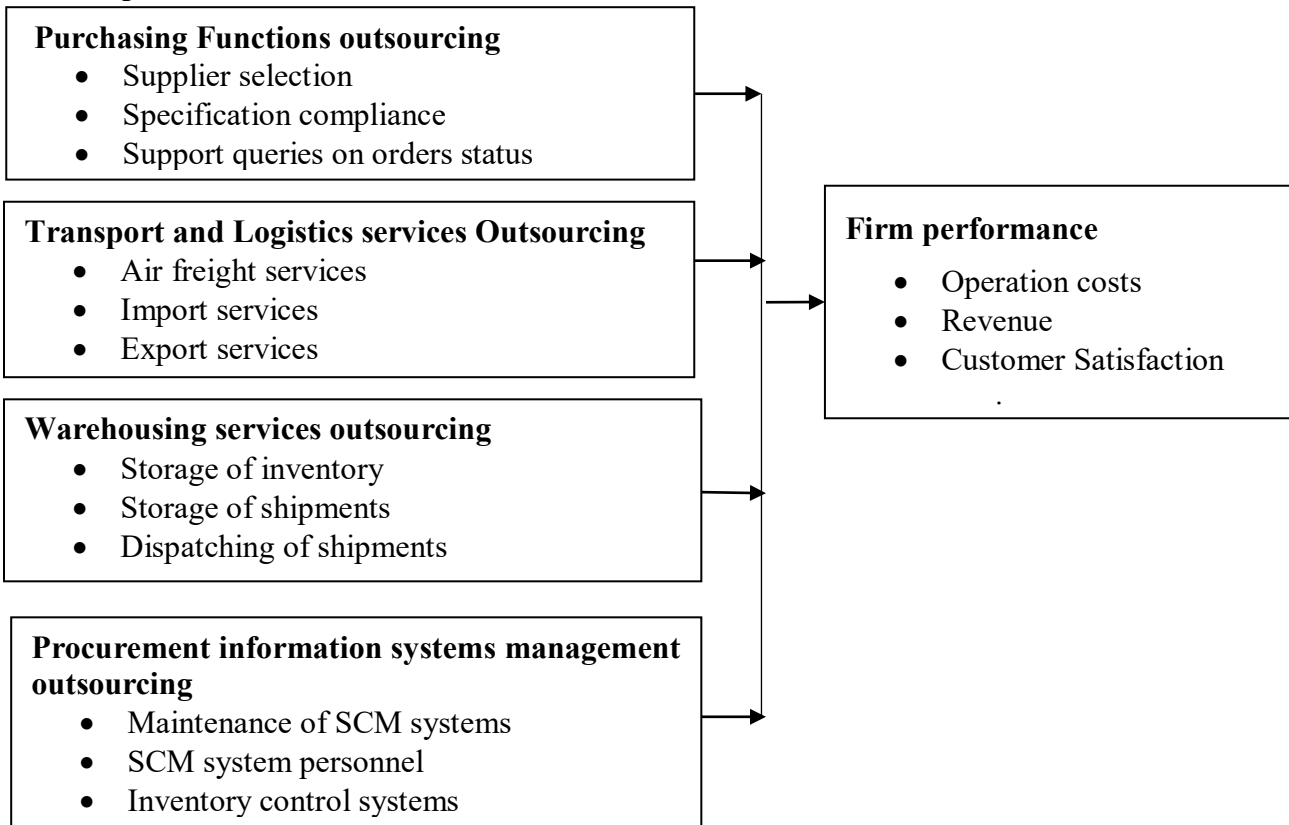 Purchasing Functions outsourcing
• Supplier selection
• Specification compliance
• Support queries on orders status
Transport and Logistics services Outsourcing
• Air freight services
• Import services
• Export services
Warehousing services outsourcing
• Storage of inventory
• Storage of shipments
• Dispatching of shipments
Procurement information systems management
outsourcing
• Maintenance of SCM systems
• SCM system personnel
• Inventory control systems
Firm performance
• Operation costs
• Revenue
• Customer Satisfaction
.